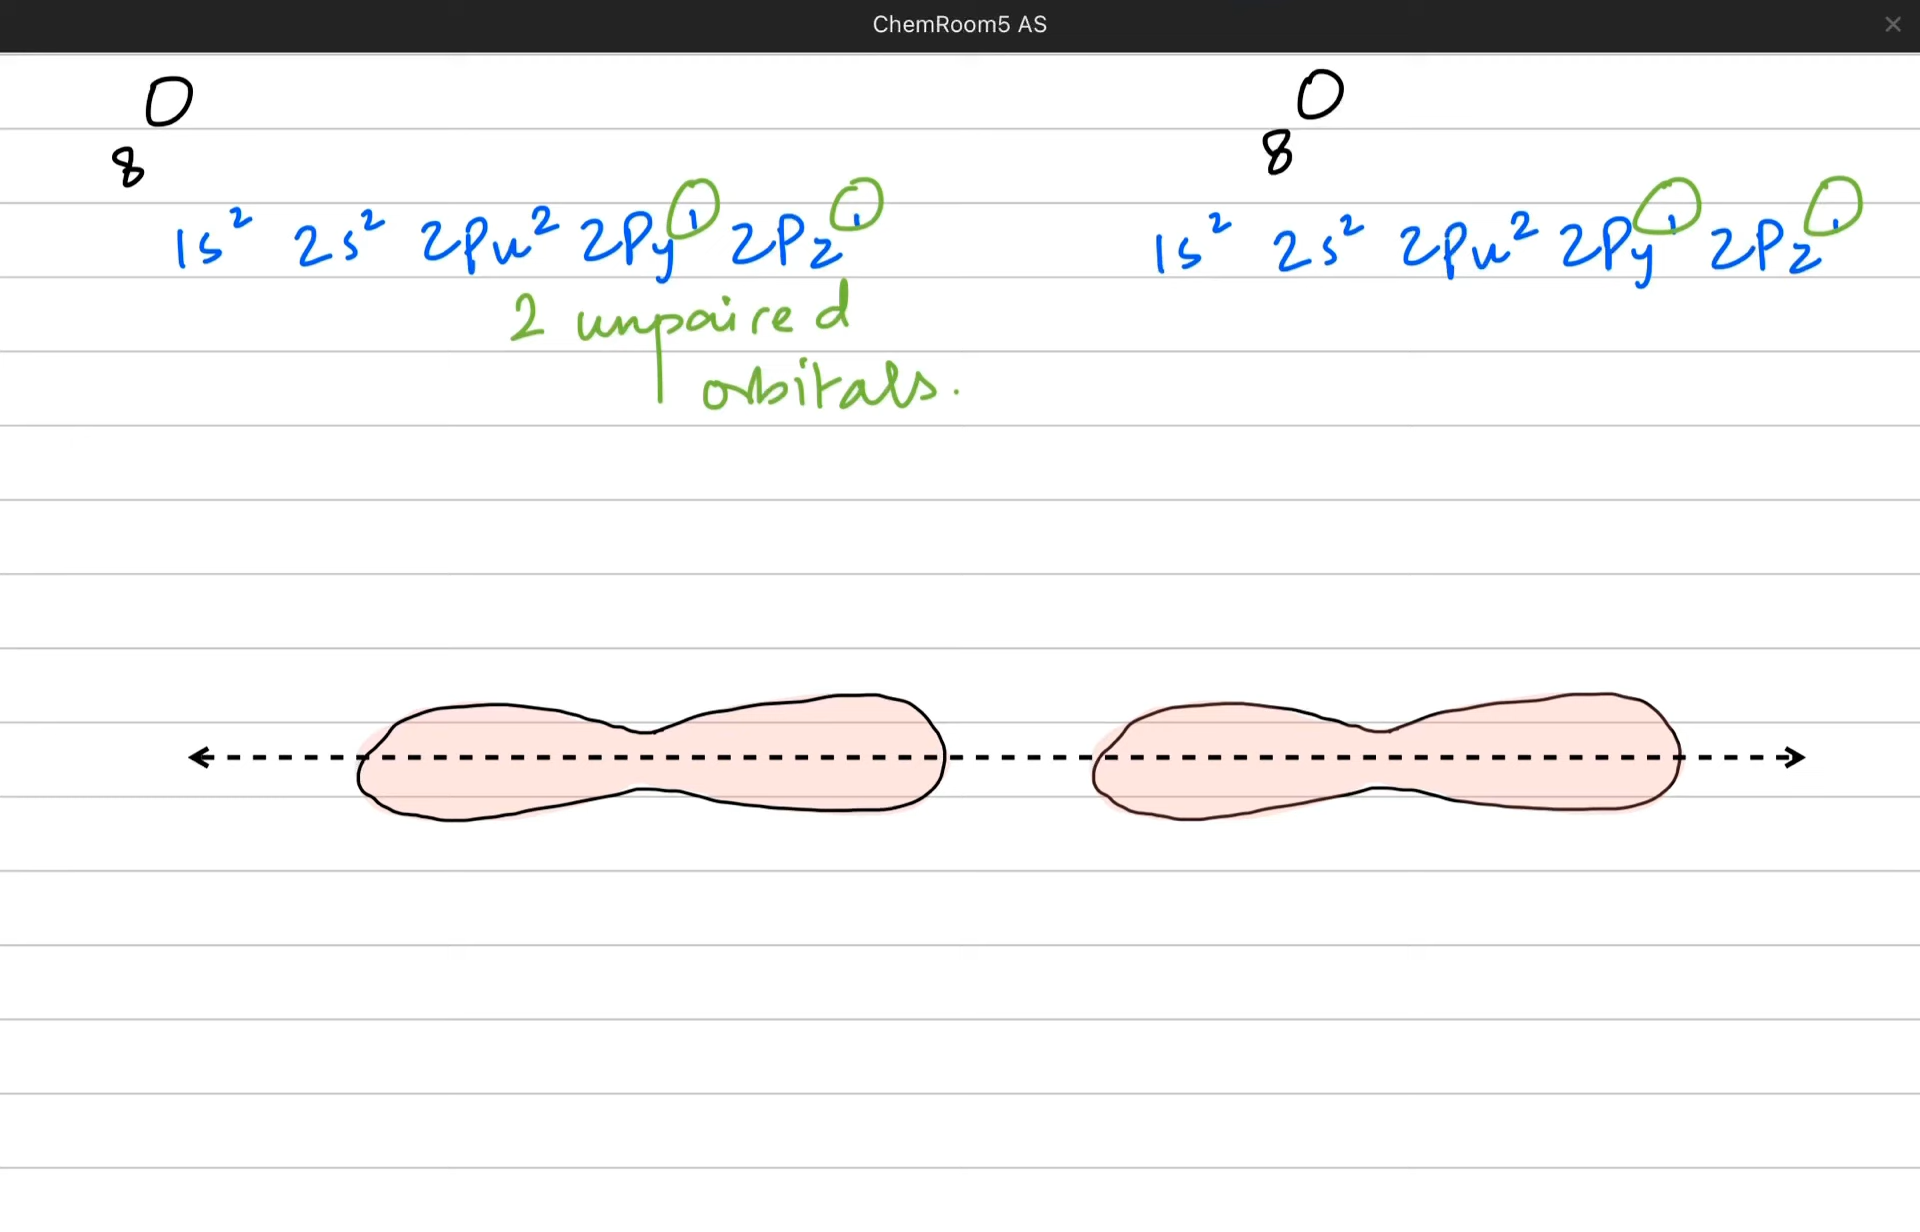 ChemRoom5 AS
O O
8 8
1s² 2s² 2Px² 2Py¹ 2Pz¹ 1s² 2s² 2Px² 2Py¹ 2Pz¹
2 unpaired
orbitals.